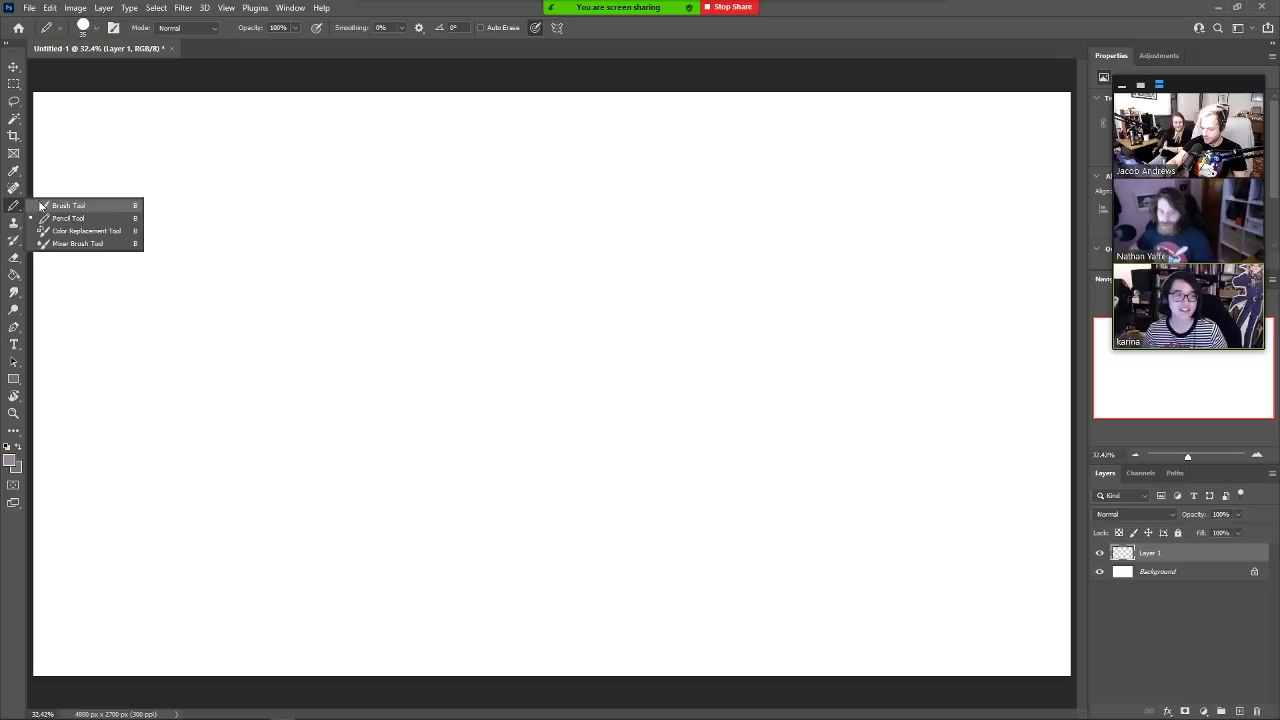 Ps File Edit Image Layer Type Select Filter 3D View Plugins Window Help
You are screen sharing Stop Share
35 Mode: Normal Opacity: 100% Smoothing: 0% 0° Auto Erase
Untitled-1 @ 32.4% (Layer 1, RGB/8) *
Properties Adjustments
Jacob Andrews
Align:
Brush Tool B
Pencil Tool B
Color Replacement Tool B
Mixer Brush Tool B
Nathan Yaffe
karina
32.42%
Layers Channels Paths
Kind
Normal Opacity: 100%
Lock: Fill: 100%
Layer 1
Background
32.42% 4800 px x 2700 px (300 ppi)